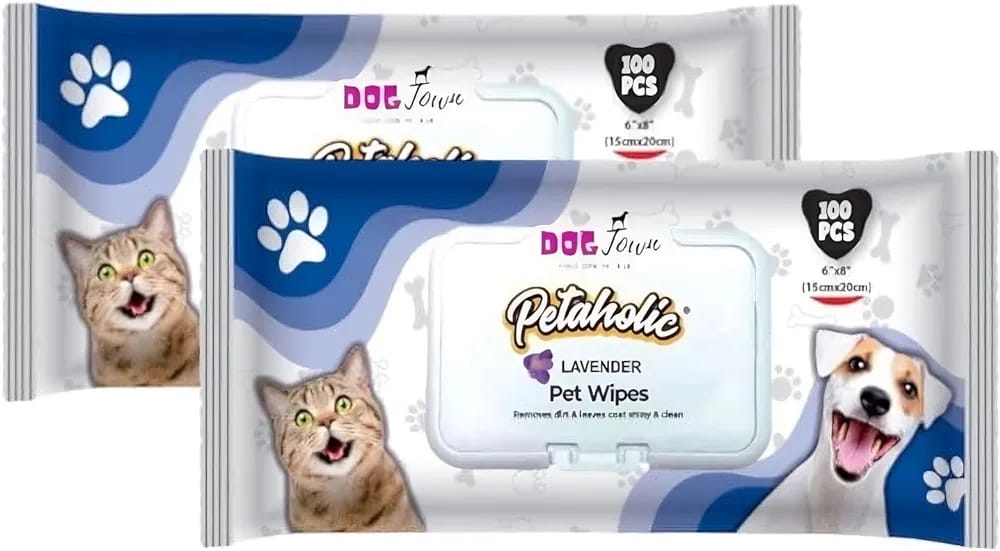 DOG Town
100
PCS
6"x8"
(15cmx20cm)
Petaholic
DOG Town
100
PCS
6"x8"
(15cmx20cm)
Petaholic
LAVENDER
Pet Wipes
Removes dirt & leaves coat shiny & clean